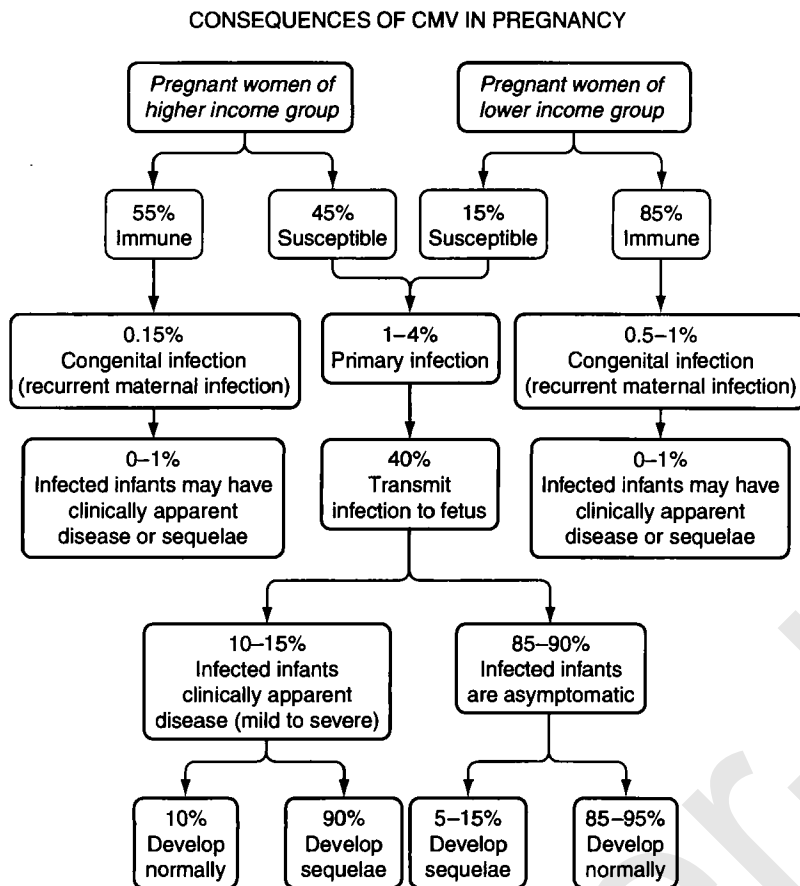 CONSEQUENCES OF CMV IN PREGNANCY
Pregnant women of
higher income group
Pregnant women of
lower income group
55%
Immune
45%
Susceptible
15%
Susceptible
85%
Immune
0.15%
Congenital infection
(recurrent maternal infection)
1–4%
Primary infection
0.5–1%
Congenital infection
(recurrent maternal infection)
0–1%
Infected infants may have
clinically apparent
disease or sequelae
40%
Transmit
infection to fetus
0–1%
Infected infants may have
clinically apparent
disease or sequelae
10–15%
Infected infants
clinically apparent
disease (mild to severe)
85–90%
Infected infants
are asymptomatic
10%
Develop
normally
90%
Develop
sequelae
5–15%
Develop
sequelae
85–95%
Develop
normally